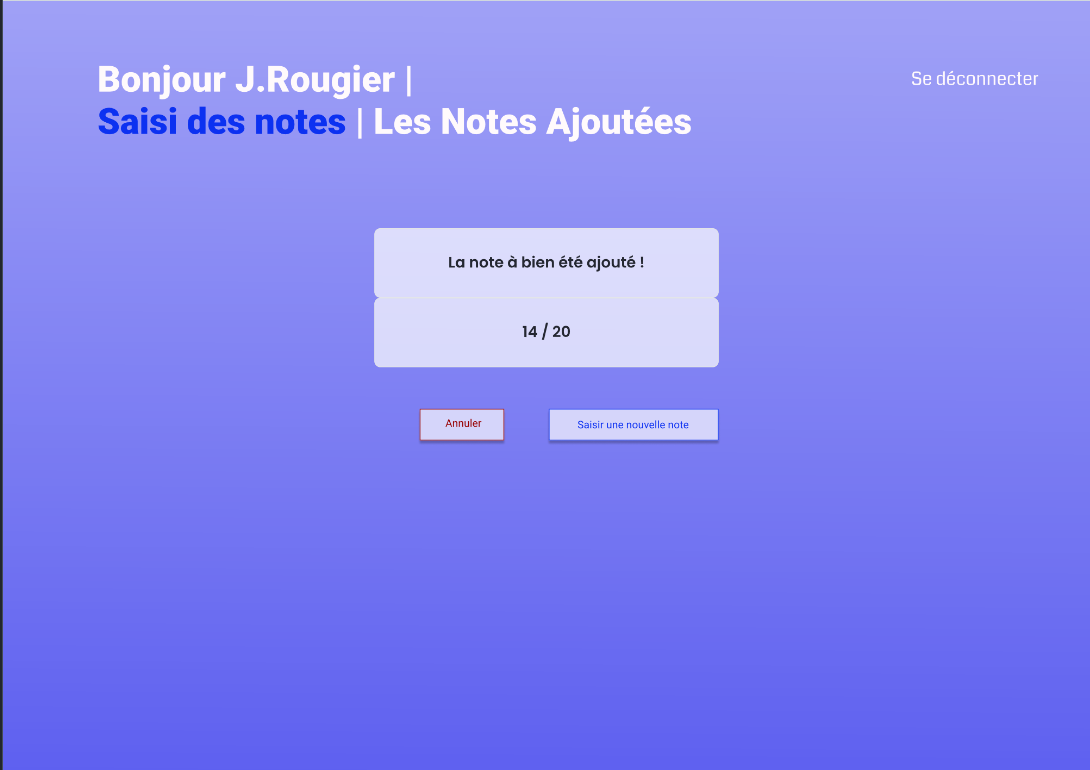 Bonjour J.Rougier |
Se déconnecter
Saisi des notes | Les Notes Ajoutées
La note à bien été ajouté !
14 / 20
Annuler
Saisir une nouvelle note